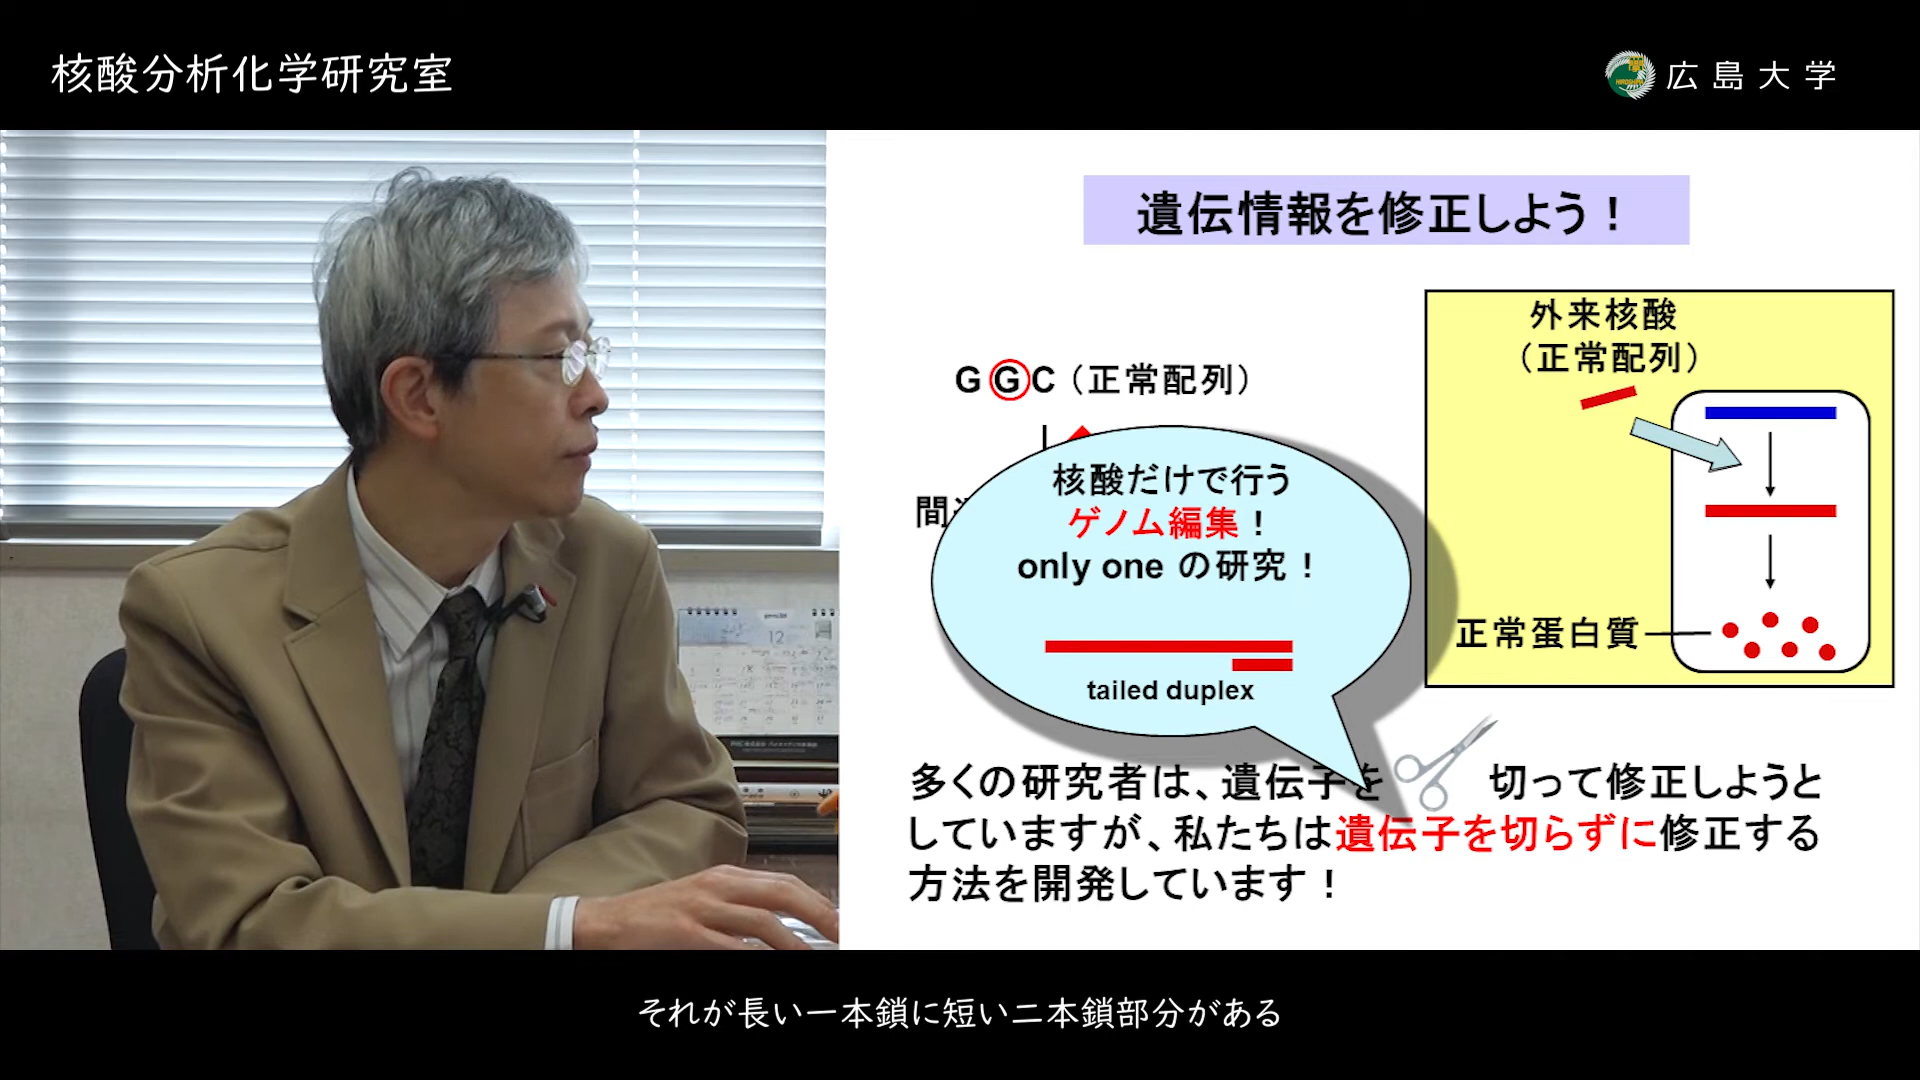 核酸分析化学研究室
広島大学
遺伝情報を修正しよう！
外来核酸
（正常配列）
GGC（正常配列）
間
核酸だけで行う
ゲノム編集！
only one の研究！
tailed duplex
正常蛋白質
12
多くの研究者は、遺伝子を 切って修正しようと
していますが、私たちは遺伝子を切らずに修正する
方法を開発しています！
それが長い一本鎖に短い二本鎖部分がある